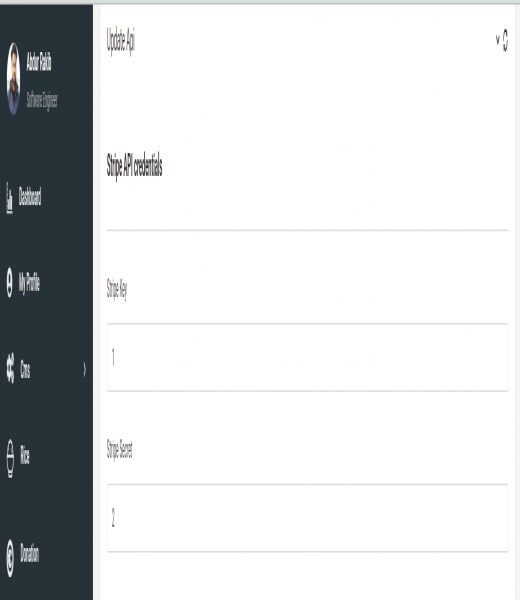 Abdur Rakib
Software Engineer
Dashboard
My Profile
Cms
Rise
Donation
Update Api
Stripe API credentials
Stripe Key
1
Stripe Secret
2